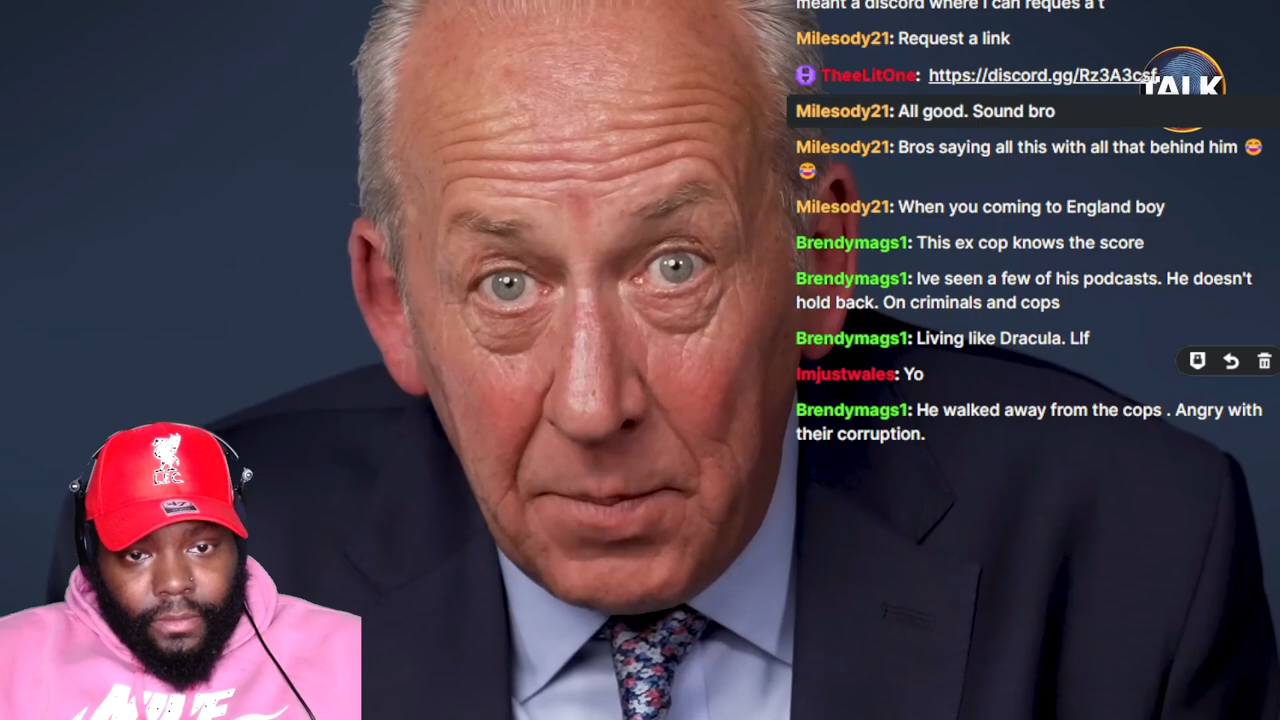 meant a discord where I can reques a t
Milesody21: Request a link
TheeLitOne: https://discord.gg/Rz3A3csf
TALK
Milesody21: All good. Sound bro
Milesody21: Bros saying all this with all that behind him 😂
😂
Milesody21: When you coming to England boy
Brendymags1: This ex cop knows the score
Brendymags1: Ive seen a few of his podcasts. He doesn't
hold back. On criminals and cops
Brendymags1: Living like Dracula. Llf
Imjustwales: Yo
Brendymags1: He walked away from the cops . Angry with
their corruption.
LFC
47